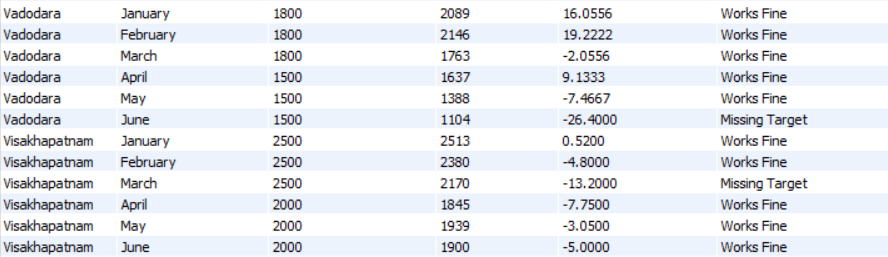 Vadodara January 1800 2089 16.0556 Works Fine
Vadodara February 1800 2146 19.2222 Works Fine
Vadodara March 1800 1763 -2.0556 Works Fine
Vadodara April 1500 1637 9.1333 Works Fine
Vadodara May 1500 1388 -7.4667 Works Fine
Vadodara June 1500 1104 -26.4000 Missing Target
Visakhapatnam January 2500 2513 0.5200 Works Fine
Visakhapatnam February 2500 2380 -4.8000 Works Fine
Visakhapatnam March 2500 2170 -13.2000 Missing Target
Visakhapatnam April 2000 1845 -7.7500 Works Fine
Visakhapatnam May 2000 1939 -3.0500 Works Fine
Visakhapatnam June 2000 1900 -5.0000 Works Fine